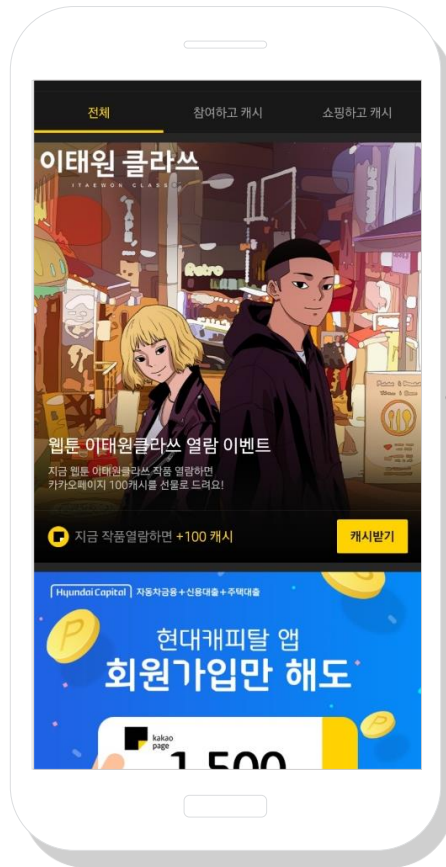 전체 참여하고 캐시 쇼핑하고 캐시
이태원 클라쓰
ITAEWON CLASS
Retro
웹툰 이태원클라쓰 열람 이벤트
지금 웹툰 이태원클라쓰 작품 열람하면
카카오페이지 100캐시를 선물로 드려요!
지금 작품열람하면 +100 캐시 캐시받기
Hyundai Capital 자동차금융+신용대출+주택대출
현대캐피탈 앱
회원가입만 해도
kakao
page
1,500